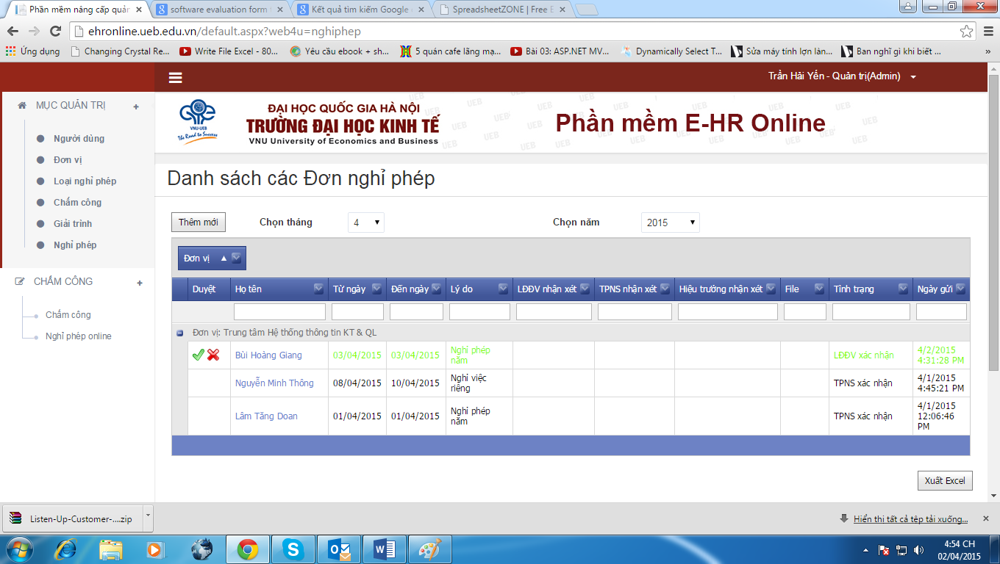 Phần mềm nâng cấp quản
software evaluation form
Kết quả tìm kiếm Google
SpreadsheetZONE | Free E
ehronline.ueb.edu.vn/default.aspx?web4u=nghiphep
Ứng dụng
Changing Crystal Re...
Write File Excel - 80...
Yêu cầu ebook + sh...
5 quán cafe lãng mạ...
Bài 03: ASP.NET MV...
Dynamically Select T...
Sửa máy tính lợn làn...
Bạn nghĩ gì khi biết ...
»
Trần Hải Yến - Quản trị(Admin)
MỤC QUẢN TRỊ +
Người dùng
Đơn vị
Loại nghỉ phép
Chấm công
Giải trình
Nghỉ phép
CHẤM CÔNG +
Chấm công
Nghỉ phép online
VNU-UEB
The Road to Success
ĐẠI HỌC QUỐC GIA HÀ NỘI
TRƯỜNG ĐẠI HỌC KINH TẾ
VNU University of Economics and Business
Phần mềm E-HR Online
Danh sách các Đơn nghỉ phép
Thêm mới Chọn tháng 4 Chọn năm 2015
Đơn vị
Duyệt Họ tên Từ ngày Đến ngày Lý do LĐĐV nhận xét TPNS nhận xét Hiệu trưởng nhận xét File Tình trạng Ngày gửi
Đơn vị: Trung tâm Hệ thống thông tin KT & QL
Bùi Hoàng Giang 03/04/2015 03/04/2015 Nghỉ phép năm LĐĐV xác nhận 4/2/2015 4:31:28 PM
Nguyễn Minh Thông 08/04/2015 10/04/2015 Nghỉ việc riêng TPNS xác nhận 4/1/2015 4:45:21 PM
Lâm Tăng Doan 01/04/2015 01/04/2015 Nghỉ phép năm TPNS xác nhận 4/1/2015 12:06:46 PM
Xuất Excel
Listen-Up-Customer-....zip
Hiển thị tất cả tệp tải xuống...
4:54 CH
02/04/2015